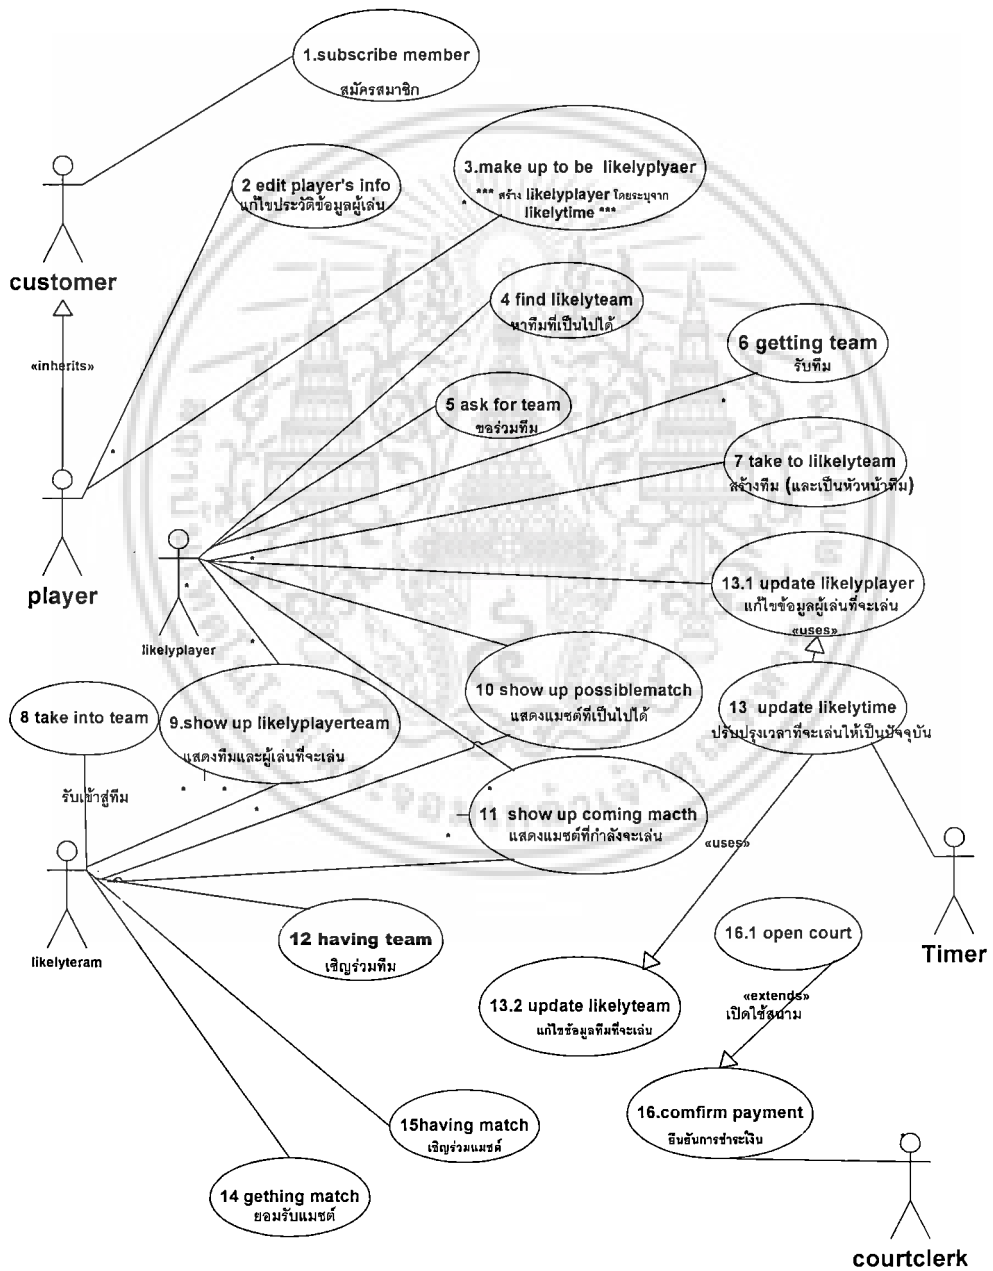 1.subscribe member
สมัครสมาชิก
2 edit player's info
แก้ไขประวัติข้อมูลผู้เล่น
3.make up to be likelyplyaer
*** สร้าง likelyplayer โดยระบุจาก
likelytime ***
customer
«inherits»
4 find likelyteam
หาทีมที่เป็นไปได้
6 getting team
รับทีม
5 ask for team
ขอร่วมทีม
7 take to lilkelyteam
สร้างทีม (และเป็นหัวหน้าทีม)
player
likelyplayer
13.1 update likelyplayer
แก้ไขข้อมูลผู้เล่นที่จะเล่น
«uses»
8 take into team
รับเข้าสู่ทีม
9.show up likelyplayerteam
แสดงทีมและผู้เล่นที่จะเล่น
10 show up possiblematch
แสดงแมชต์ที่เป็นไปได้
13 update likelytime
ปรับปรุงเวลาที่จะเล่นให้เป็นปัจจุบัน
11 show up coming macth
แสดงแมชต์ที่กำลังจะเล่น
«uses»
likelyteram
12 having team
เชิญร่วมทีม
Timer
16.1 open court
«extends»
เปิดใช้สนาม
13.2 update likelyteam
แก้ไขข้อมูลทีมที่จะเล่น
16.comfirm payment
ยืนยันการชำระเงิน
15having match
เชิญร่วมแมชต์
14 gething match
ยอมรับแมชต์
courtclerk